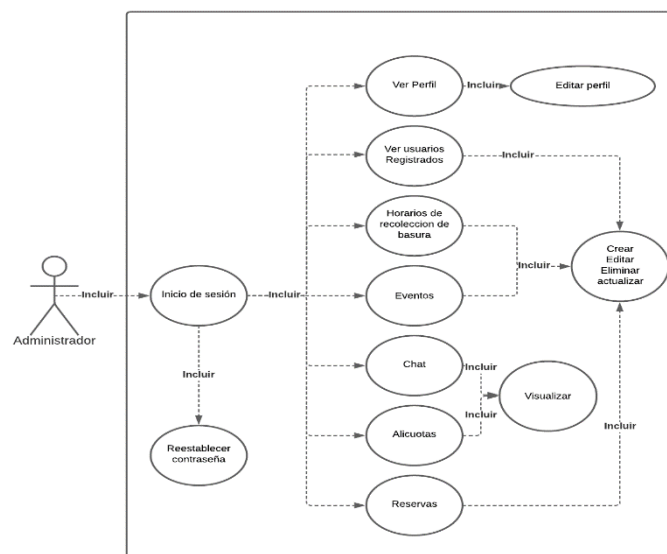 Ver Perfil
Incluir
Editar perfil
Ver usuarios
Registrados
Incluir
Horarios de
recoleccion de
basura
Incluir
Crear
Editar
Eliminar
actualizar
Administrador
Incluir
Inicio de sesión
Incluir
Eventos
Incluir
Reestablecer
contraseña
Chat
Incluir
Visualizar
Alicuotas
Incluir
Reservas
Incluir